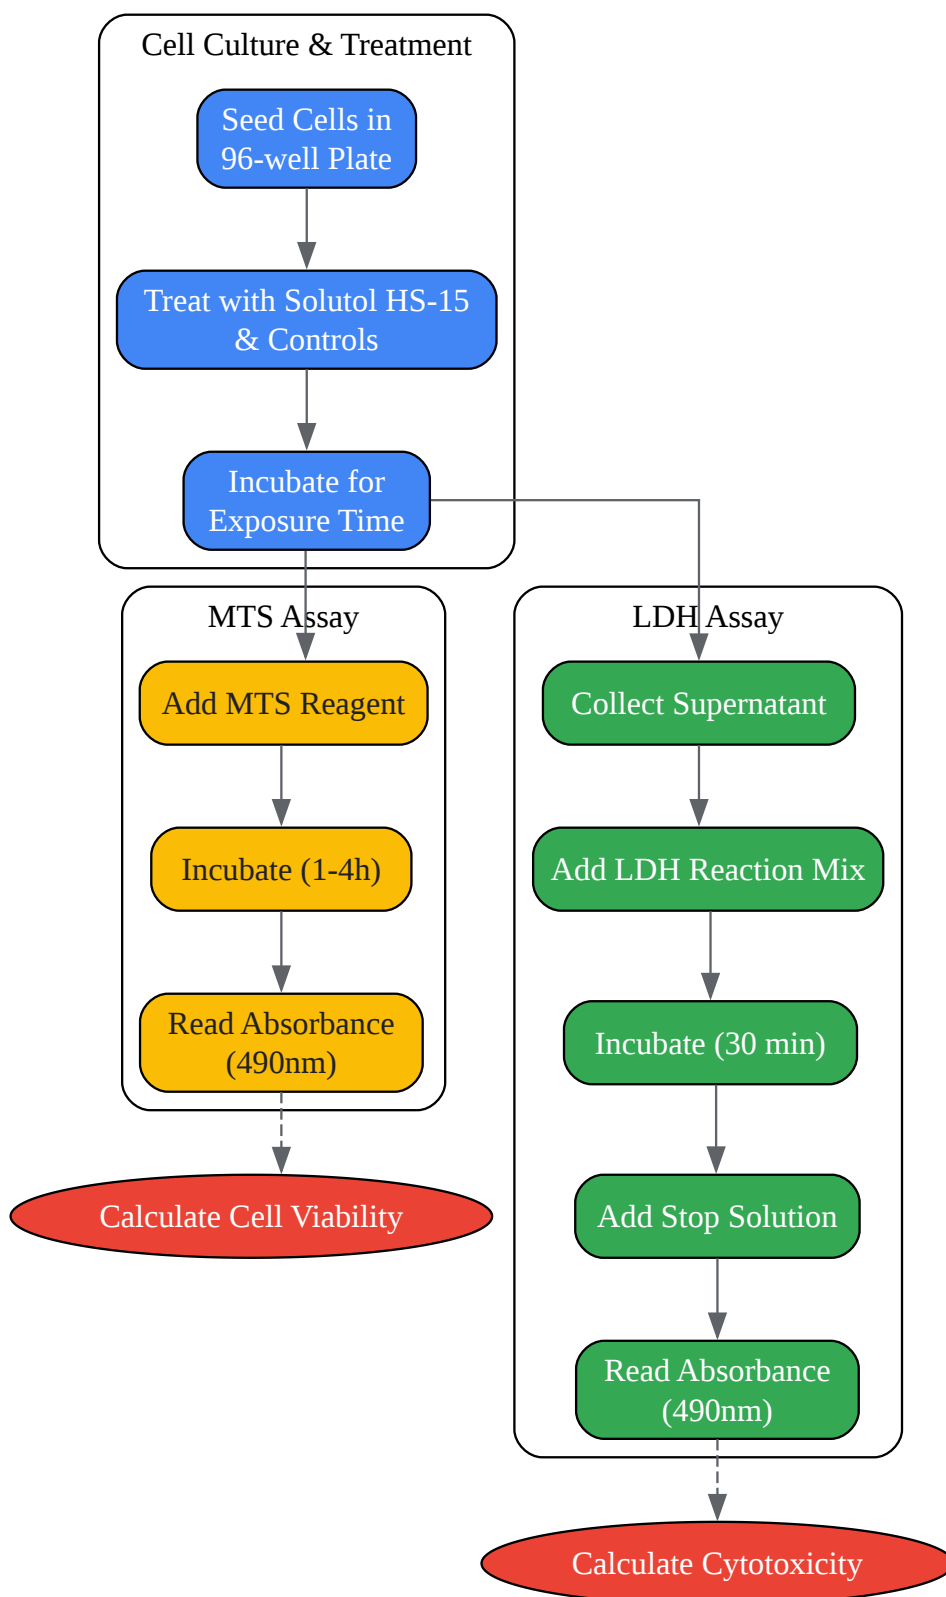 Cell Culture & Treatment
Seed Cells in
96-well Plate
Treat with Solutol HS-15
& Controls
Incubate for
Exposure Time
MTS Assay
Add MTS Reagent
Incubate (1-4h)
Read Absorbance
(490nm)
Calculate Cell Viability
LDH Assay
Collect Supernatant
Add LDH Reaction Mix
Incubate (30 min)
Add Stop Solution
Read Absorbance
(490nm)
Calculate Cytotoxicity